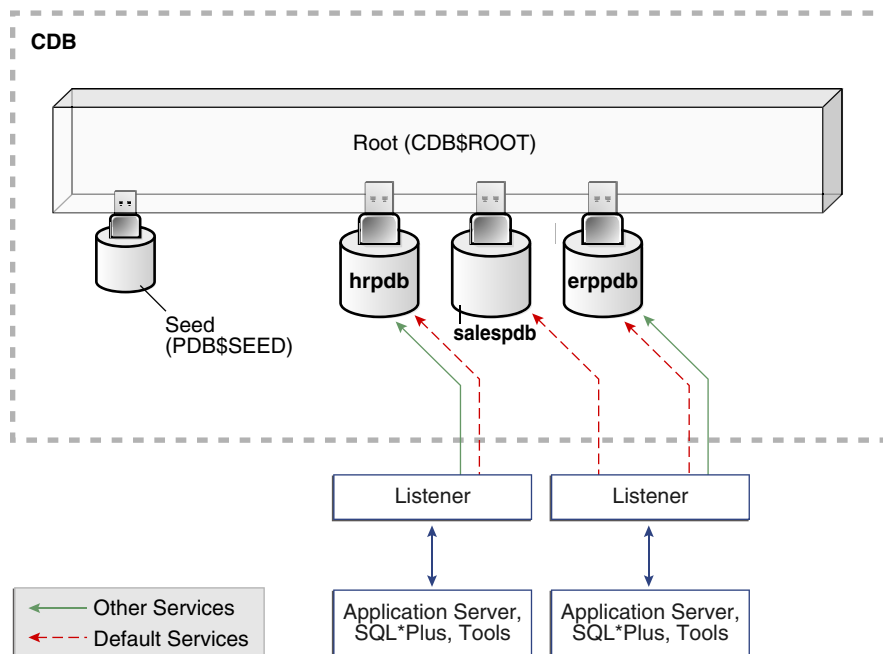 CDB
Root (CDB$ROOT)
hrpdb
erppdb
salespdb
Seed
(PDB$SEED)
Listener
Listener
Other Services
Default Services
Application Server,
SQL*Plus, Tools
Application Server,
SQL*Plus, Tools